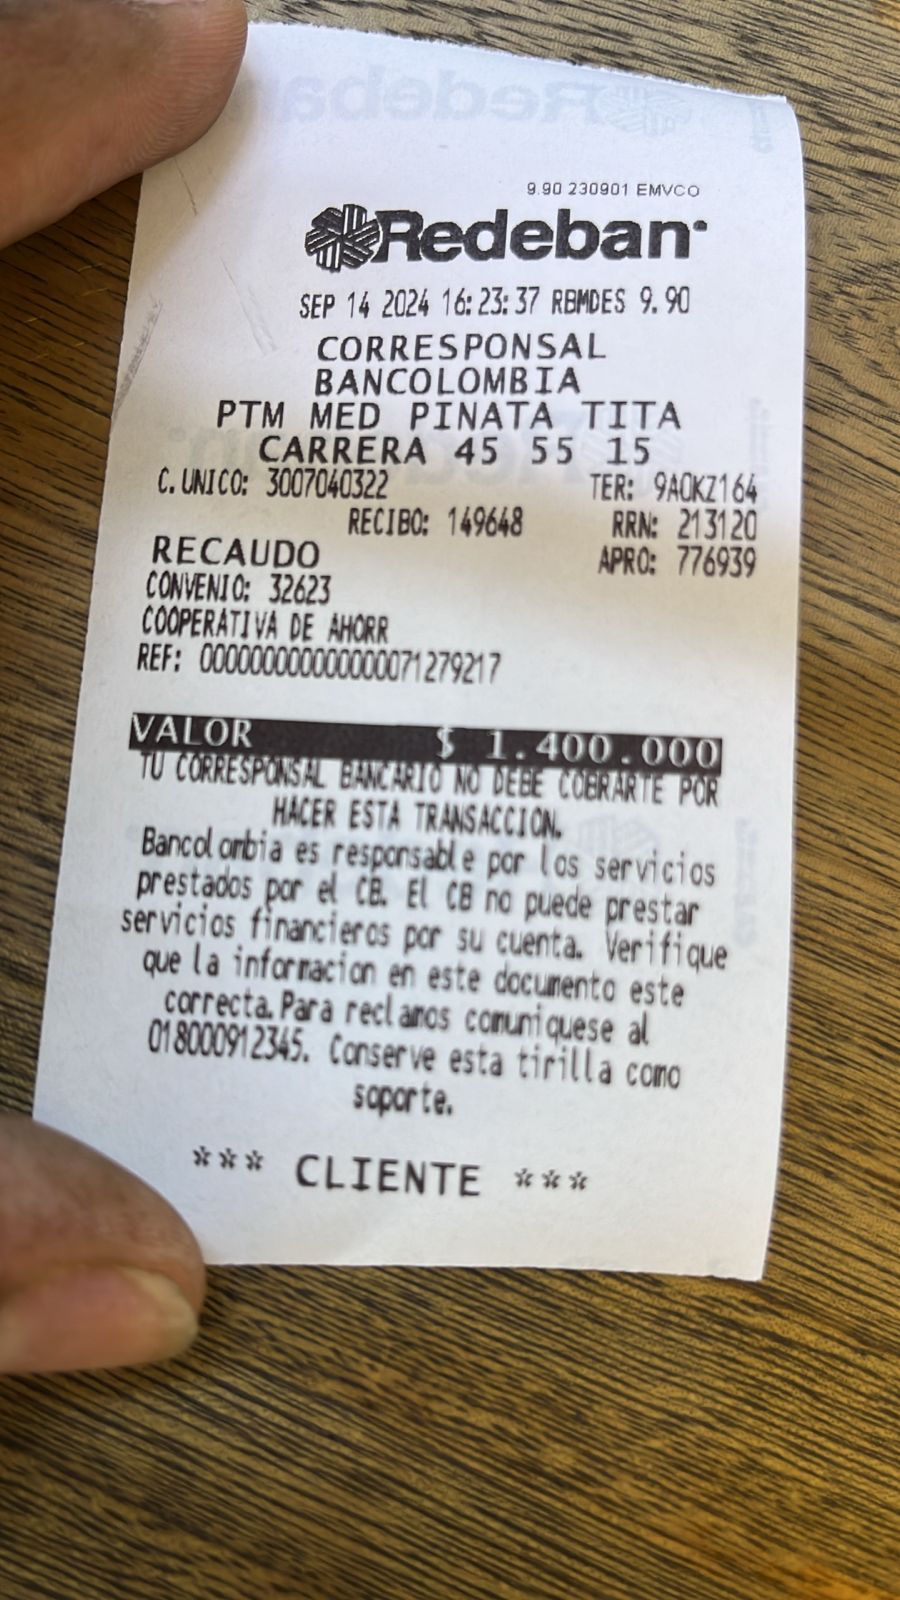 9.90 230901 EMVCO
Redeban
SEP 14 2024 16:23:37 RBMDES 9.90
CORRESPONSAL
BANCOLOMBIA
PTM MED PINATA TITA
CARRERA 45 55 15
C.UNICO: 3007040322 TER: 9AOKZ164
RECIBO: 149648 RRN: 213120
RECAUDO APRO: 776939
CONVENIO: 32623
COOPERATIVA DE AHORR
REF: 000000000000000071279217
VALOR $ 1.400.000
TU CORRESPONSAL BANCARIO NO DEBE COBRARTE POR
HACER ESTA TRANSACCION.
Bancolombia es responsable por los servicios
prestados por el CB. El CB no puede prestar
servicios financieros por su cuenta. Verifique
que la informacion en este documento este
correcta.Para reclamos comuniquese al
018000912345. Conserve esta tirilla como
soporte.
*** CLIENTE ***